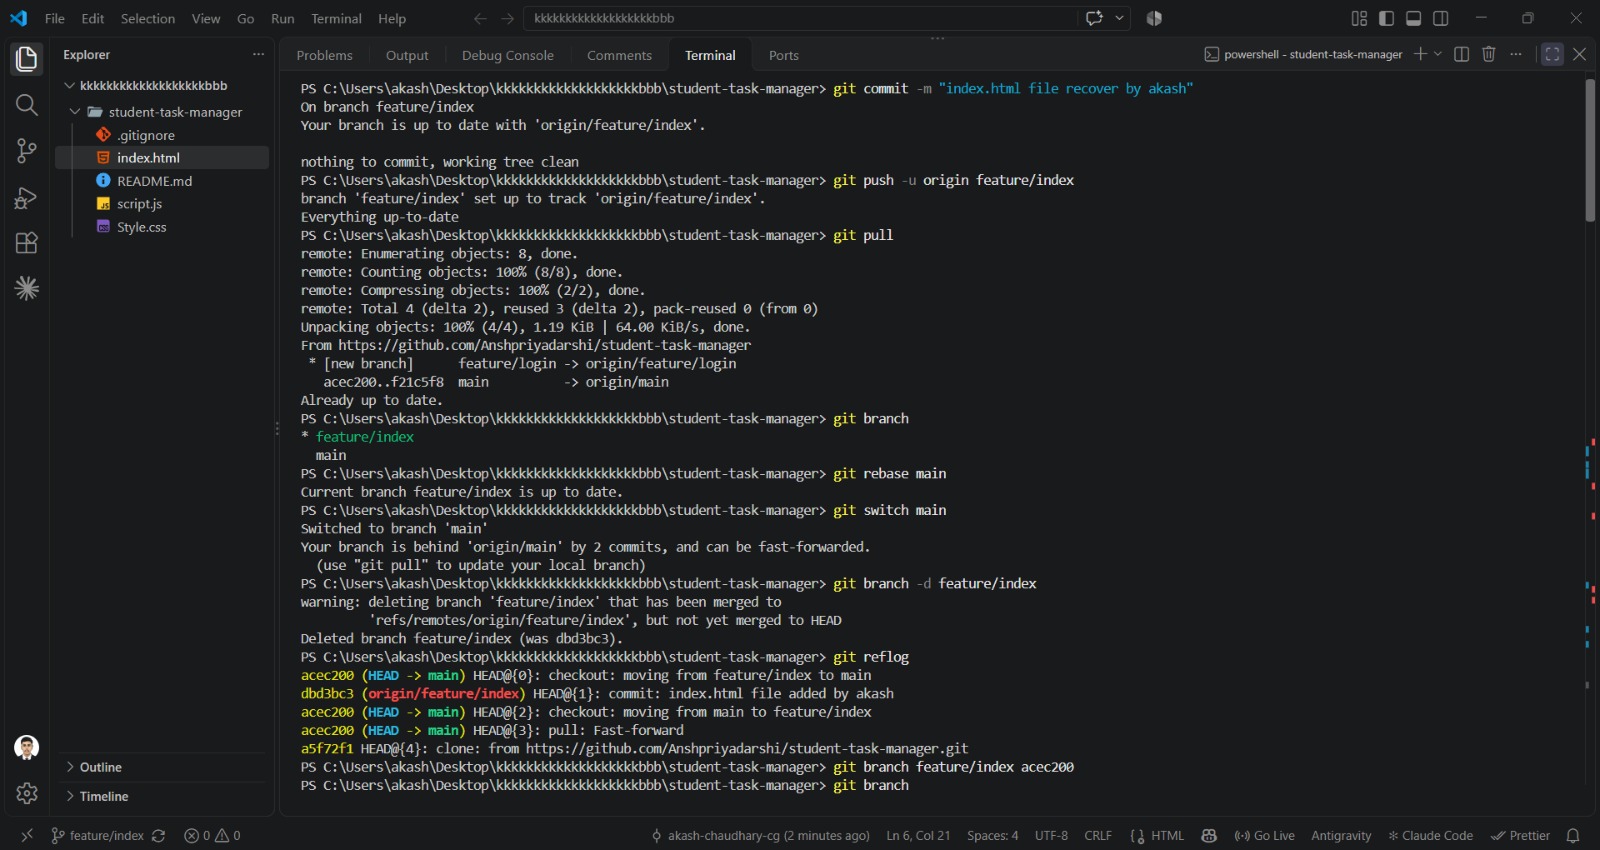 File Edit Selection View Go Run Terminal Help
kkkkkkkkkkkkkkkkkkkbbb
Explorer
kkkkkkkkkkkkkkkkkkkbbb
student-task-manager
.gitignore
index.html
README.md
script.js
Style.css
Outline
Timeline
Problems Output Debug Console Comments Terminal Ports
powershell - student-task-manager
PS C:\Users\akash\Desktop\kkkkkkkkkkkkkkkkkkkbbb\student-task-manager> git commit -m "index.html file recover by akash"
On branch feature/index
Your branch is up to date with 'origin/feature/index'.
nothing to commit, working tree clean
PS C:\Users\akash\Desktop\kkkkkkkkkkkkkkkkkkkbbb\student-task-manager> git push -u origin feature/index
branch 'feature/index' set up to track 'origin/feature/index'.
Everything up-to-date
PS C:\Users\akash\Desktop\kkkkkkkkkkkkkkkkkkkbbb\student-task-manager> git pull
remote: Enumerating objects: 8, done.
remote: Counting objects: 100% (8/8), done.
remote: Compressing objects: 100% (2/2), done.
remote: Total 4 (delta 2), reused 3 (delta 2), pack-reused 0 (from 0)
Unpacking objects: 100% (4/4), 1.19 KiB | 64.00 KiB/s, done.
From https://github.com/Anshpriyadarshi/student-task-manager
 * [new branch]      feature/login -> origin/feature/login
   acec200..f21c5f8  main          -> origin/main
Already up to date.
PS C:\Users\akash\Desktop\kkkkkkkkkkkkkkkkkkkbbb\student-task-manager> git branch
* feature/index
  main
PS C:\Users\akash\Desktop\kkkkkkkkkkkkkkkkkkkbbb\student-task-manager> git rebase main
Current branch feature/index is up to date.
PS C:\Users\akash\Desktop\kkkkkkkkkkkkkkkkkkkbbb\student-task-manager> git switch main
Switched to branch 'main'
Your branch is behind 'origin/main' by 2 commits, and can be fast-forwarded.
  (use "git pull" to update your local branch)
PS C:\Users\akash\Desktop\kkkkkkkkkkkkkkkkkkkbbb\student-task-manager> git branch -d feature/index
warning: deleting branch 'feature/index' that has been merged to
         'refs/remotes/origin/feature/index', but not yet merged to HEAD
Deleted branch feature/index (was dbd3bc3).
PS C:\Users\akash\Desktop\kkkkkkkkkkkkkkkkkkkbbb\student-task-manager> git reflog
acec200 (HEAD -> main) HEAD@{0}: checkout: moving from feature/index to main
dbd3bc3 (origin/feature/index) HEAD@{1}: commit: index.html file added by akash
acec200 (HEAD -> main) HEAD@{2}: checkout: moving from main to feature/index
acec200 (HEAD -> main) HEAD@{3}: pull: Fast-forward
a5f72f1 HEAD@{4}: clone: from https://github.com/Anshpriyadarshi/student-task-manager.git
PS C:\Users\akash\Desktop\kkkkkkkkkkkkkkkkkkkbbb\student-task-manager> git branch feature/index acec200
PS C:\Users\akash\Desktop\kkkkkkkkkkkkkkkkkkkbbb\student-task-manager> git branch
feature/index 0 0 akash-chaudhary-cg (2 minutes ago) Ln 6, Col 21 Spaces: 4 UTF-8 CRLF {} HTML Go Live Antigravity Claude Code Prettier